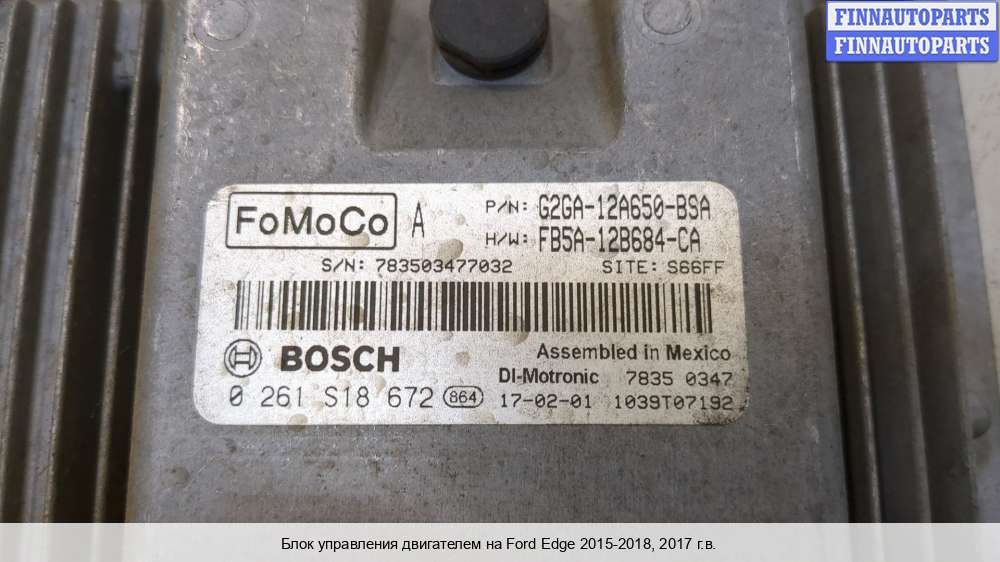 FINNAUTOPARTS
FINNAUTOPARTS
FoMoCo A P/N: G2GA-12A650-BSA
H/W: FB5A-12B684-CA
S/N: 783503477032 SITE: S66FF
BOSCH Assembled in Mexico
DI-Motronic 7835 0347
0 261 S18 672 864 17-02-01 1039T07192
Блок управления двигателем на Ford Edge 2015-2018, 2017 г.в.